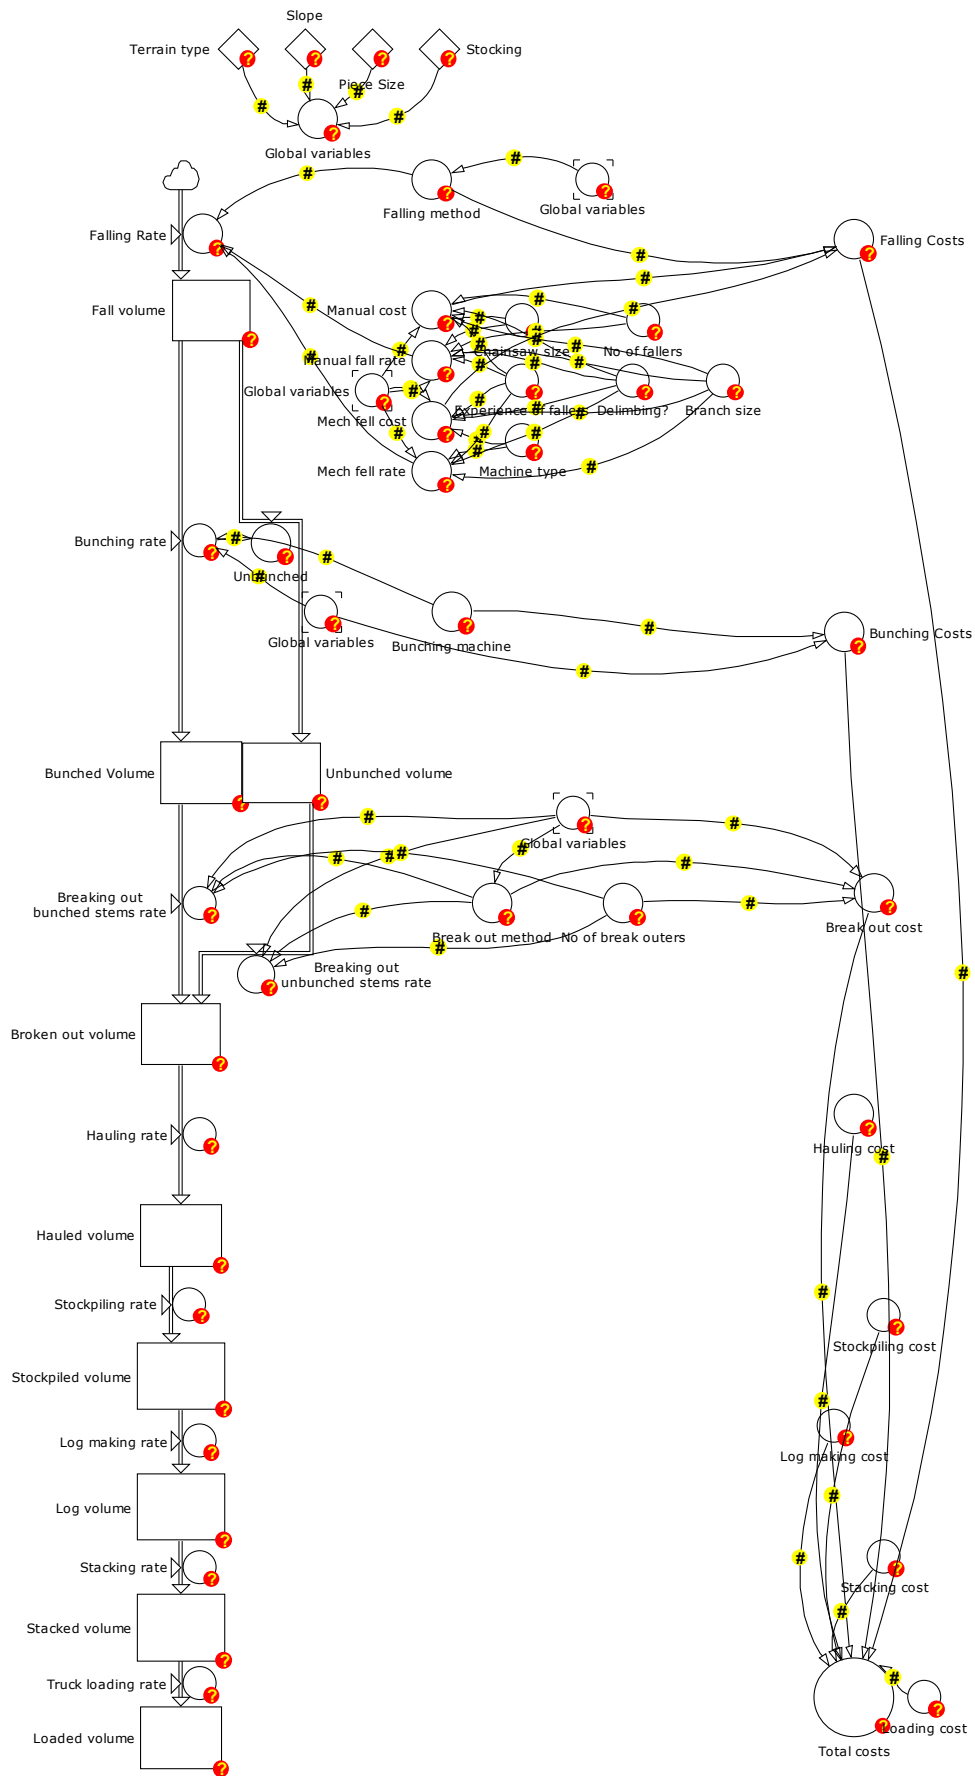 Slope
Terrain type
Stocking
Piece Size
Global variables
Falling method
Global variables
Falling Rate
Falling Costs
Fall volume
Manual cost
Chainsaw size
No of fallers
Manual fall rate
Global variables
Mech fell cost
Experience of fallers
Delimbing?
Branch size
Mech fell rate
Machine type
Bunching rate
Unbunched
Global variables
Bunching machine
Bunching Costs
Bunched Volume
Unbunched volume
Global variables
Breaking out
bunched stems rate
Break out method
No of break outers
Break out cost
Breaking out
unbunched stems rate
Broken out volume
Hauling rate
Hauling cost
Hauled volume
Stockpiling rate
Stockpiling cost
Stockpiled volume
Log making rate
Log making cost
Log volume
Stacking rate
Stacking cost
Stacked volume
Truck loading rate
Loading cost
Loaded volume
Total costs